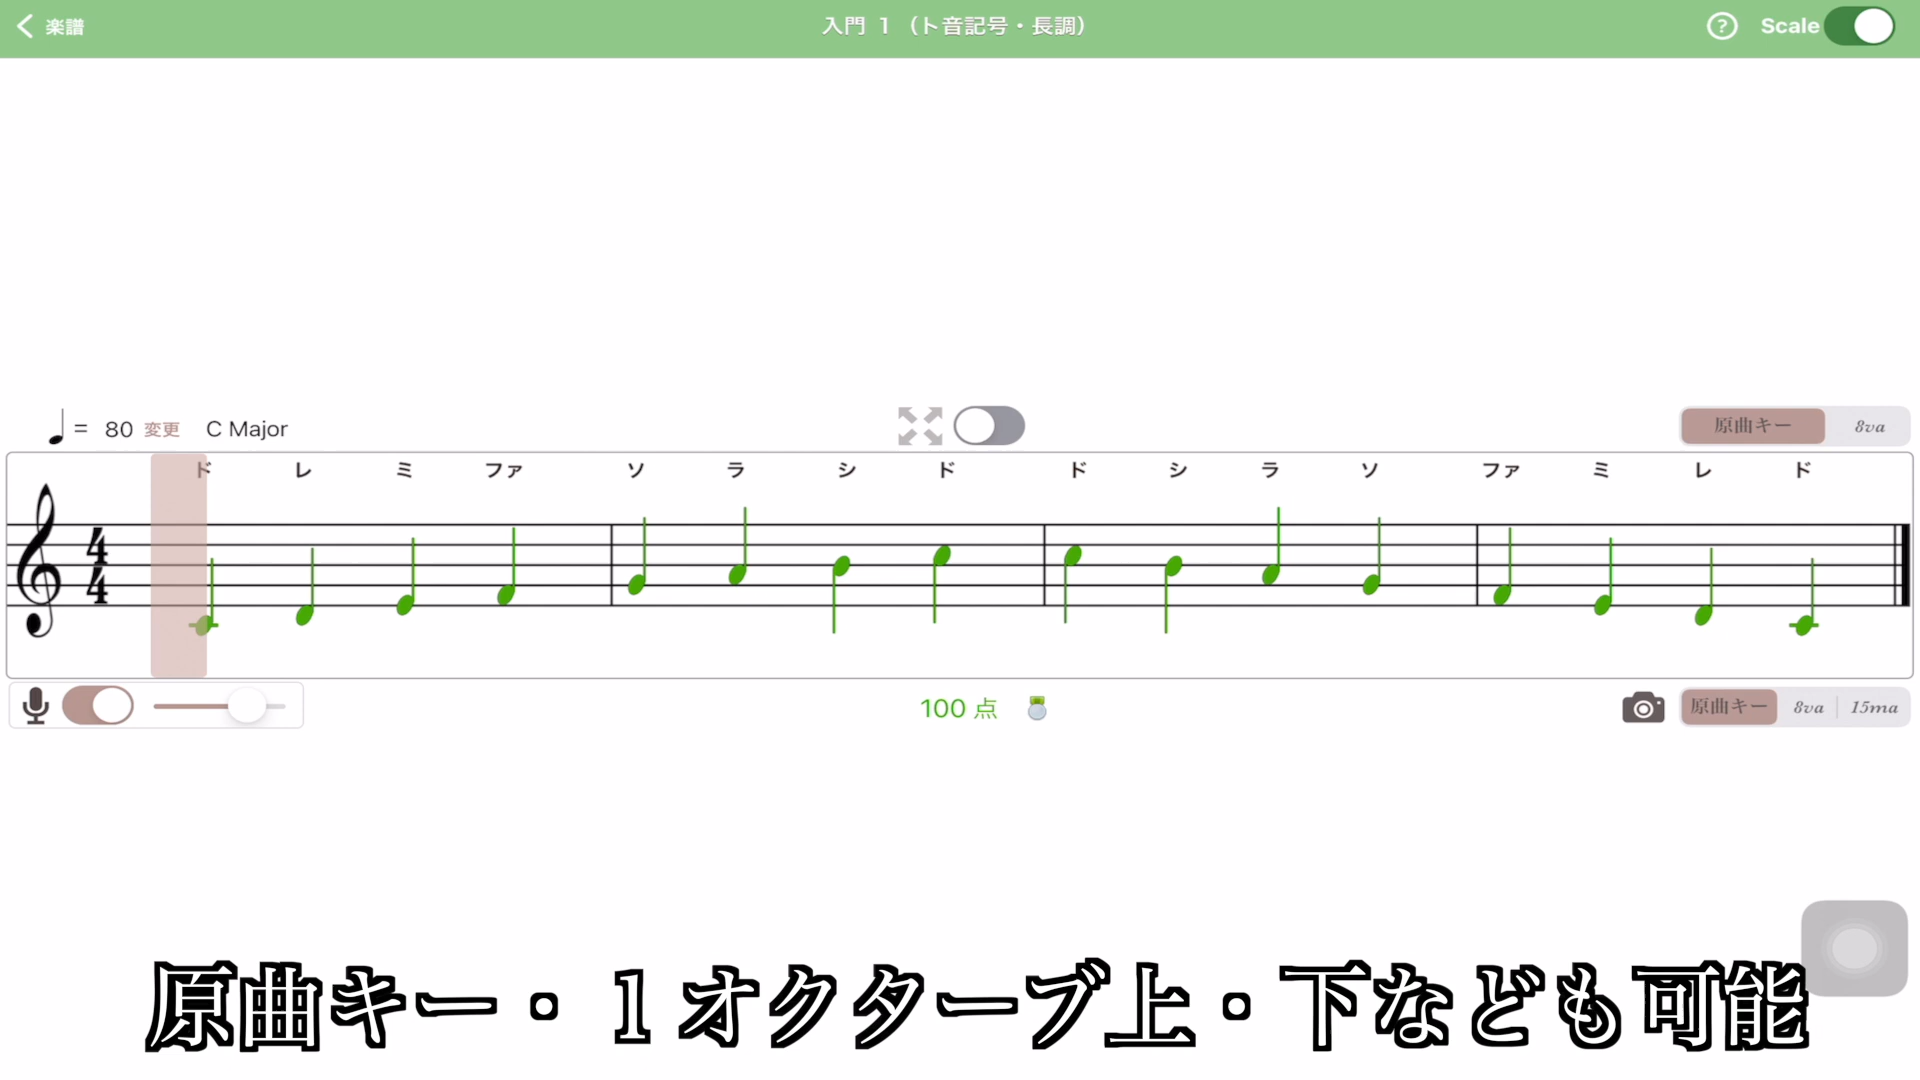 楽譜
入門 1 （ト音記号・長調）
? Scale
= 80 変更 C Major
原曲キー 8va
ド レ ミ ファ ソ ラ シ ド ド シ ラ ソ ファ ミ レ ド
4
4
100 点
原曲キー 8va 15ma
原曲キー・１オクターブ上・下なども可能